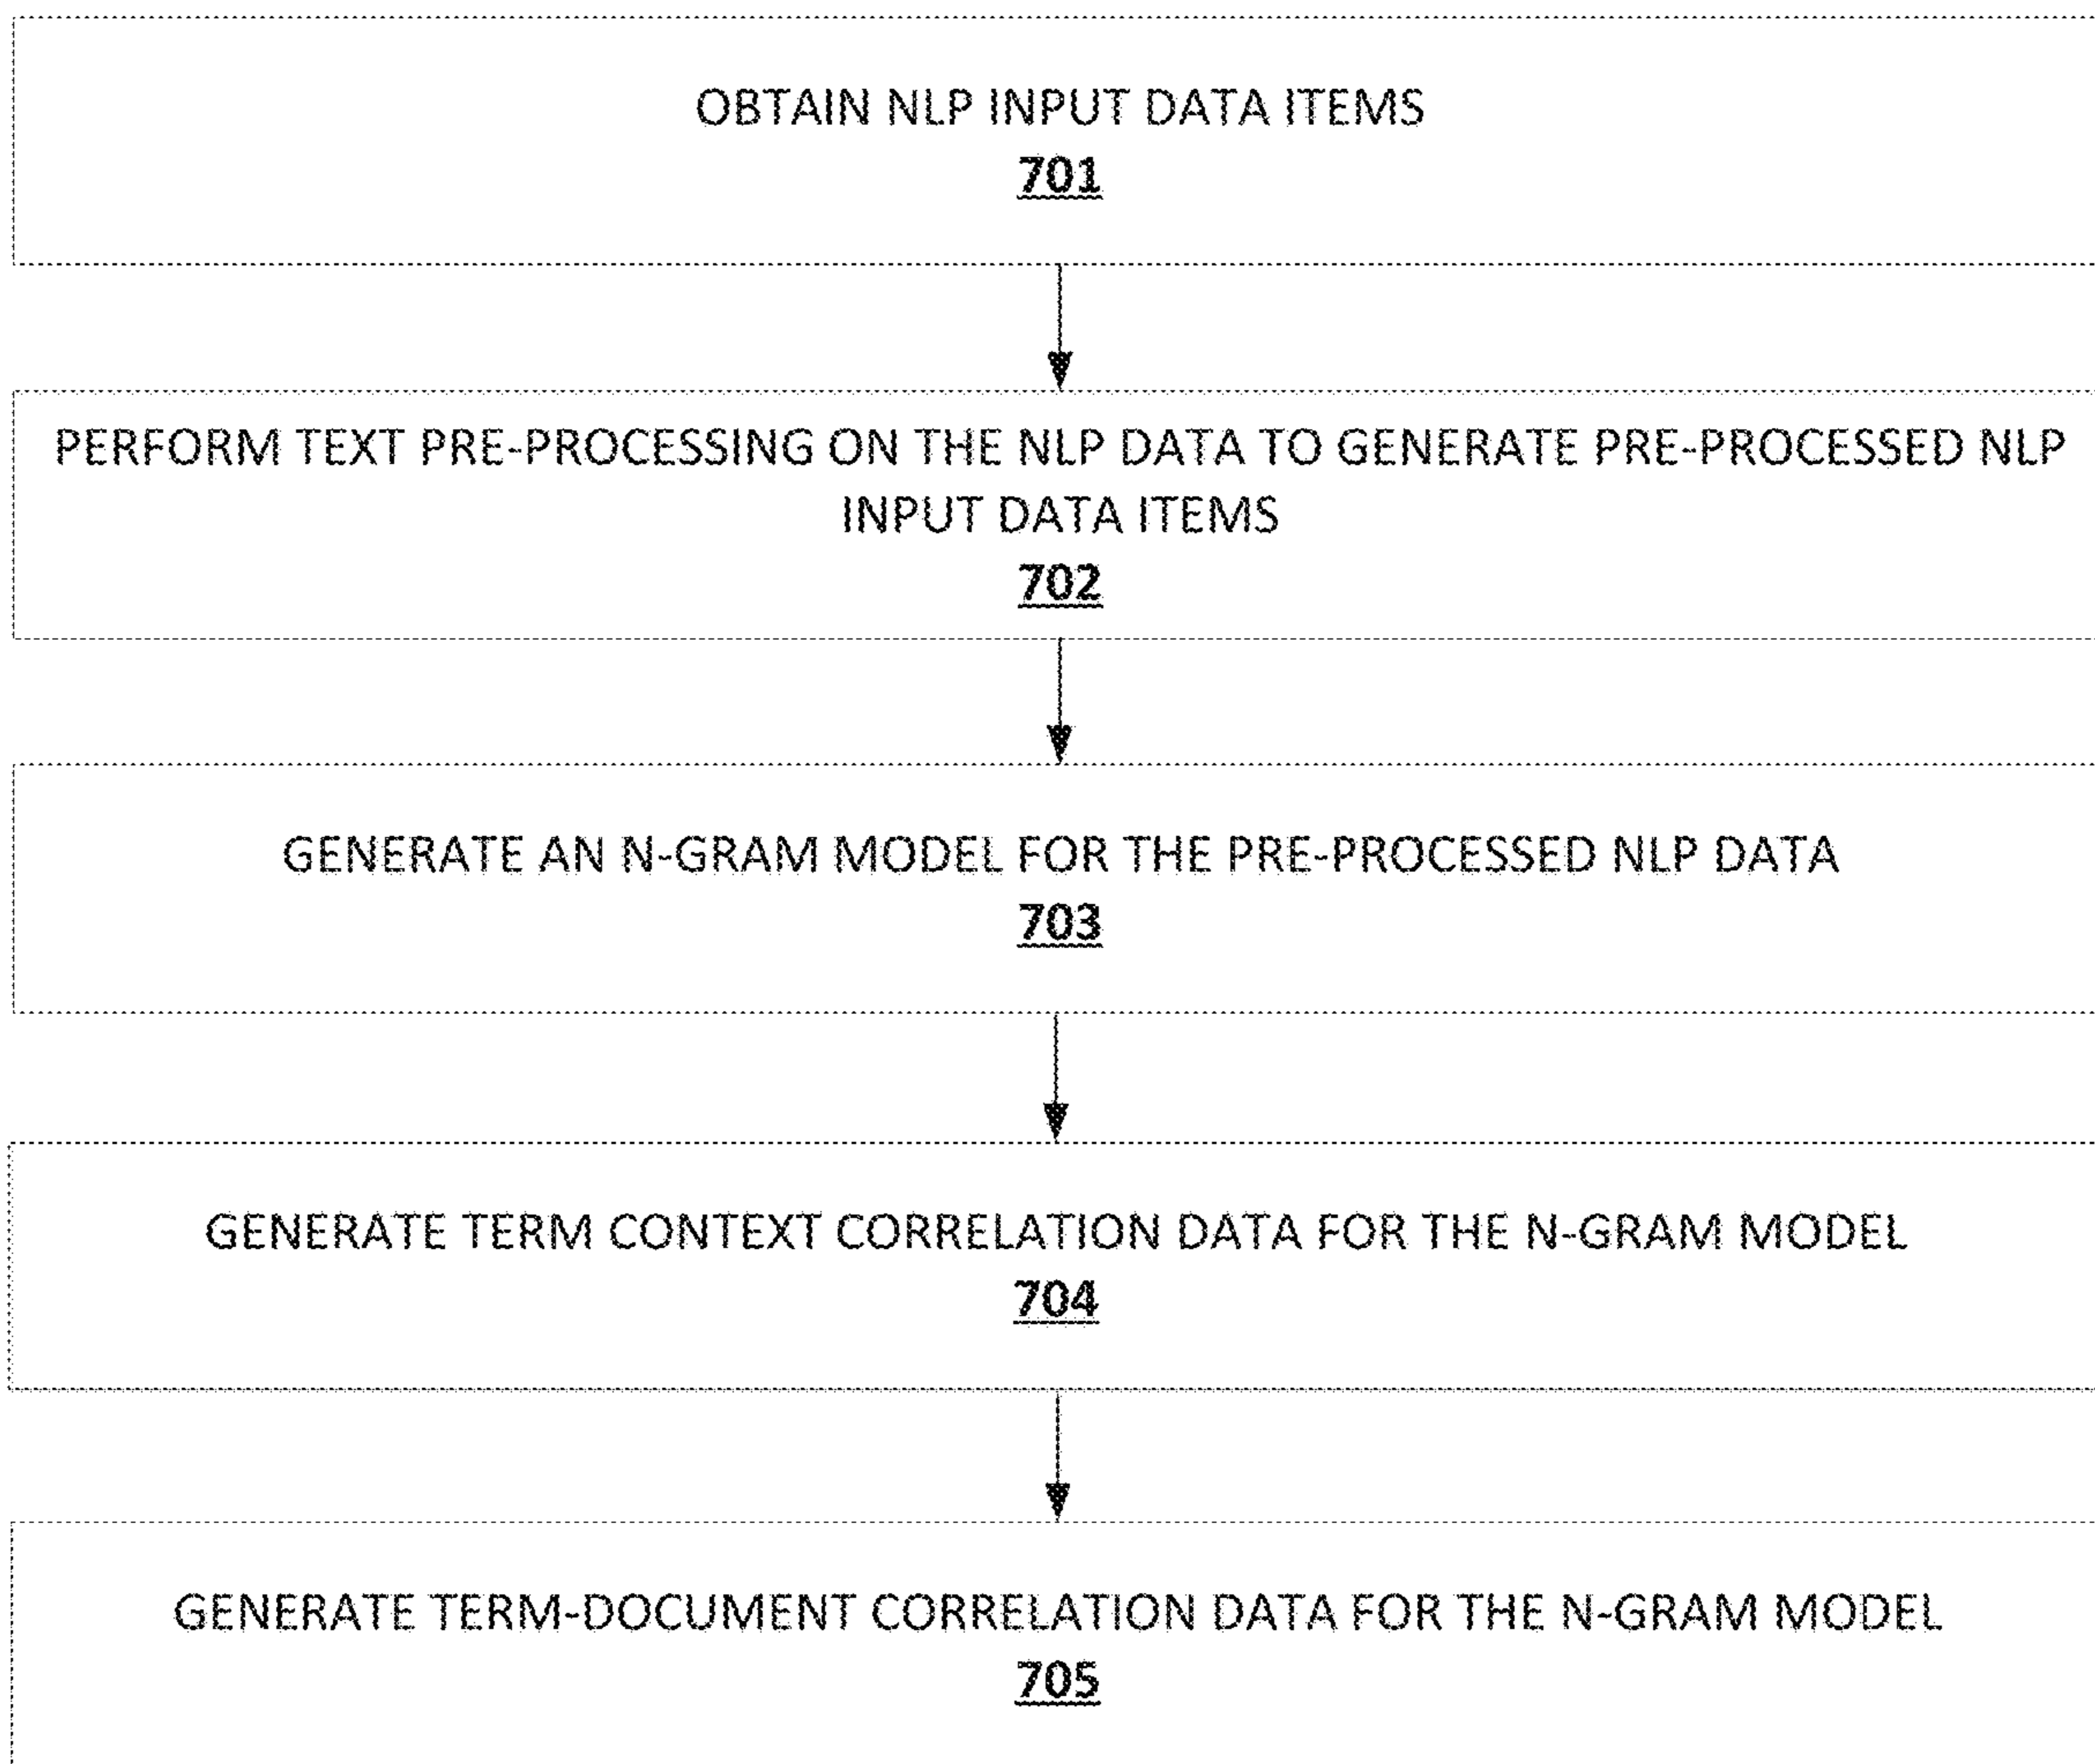 OBTAIN NLP INPUT DATA ITEMS
701
PERFORM TEXT PRE-PROCESSING ON THE NLP DATA TO GENERATE PRE-PROCESSED NLP
INPUT DATA ITEMS
702
GENERATE AN N-GRAM MODEL FOR THE PRE-PROCESSED NLP DATA
703
GENERATE TERM CONTEXT CORRELATION DATA FOR THE N-GRAM MODEL
704
GENERATE TERM-DOCUMENT CORRELATION DATA FOR THE N-GRAM MODEL
705